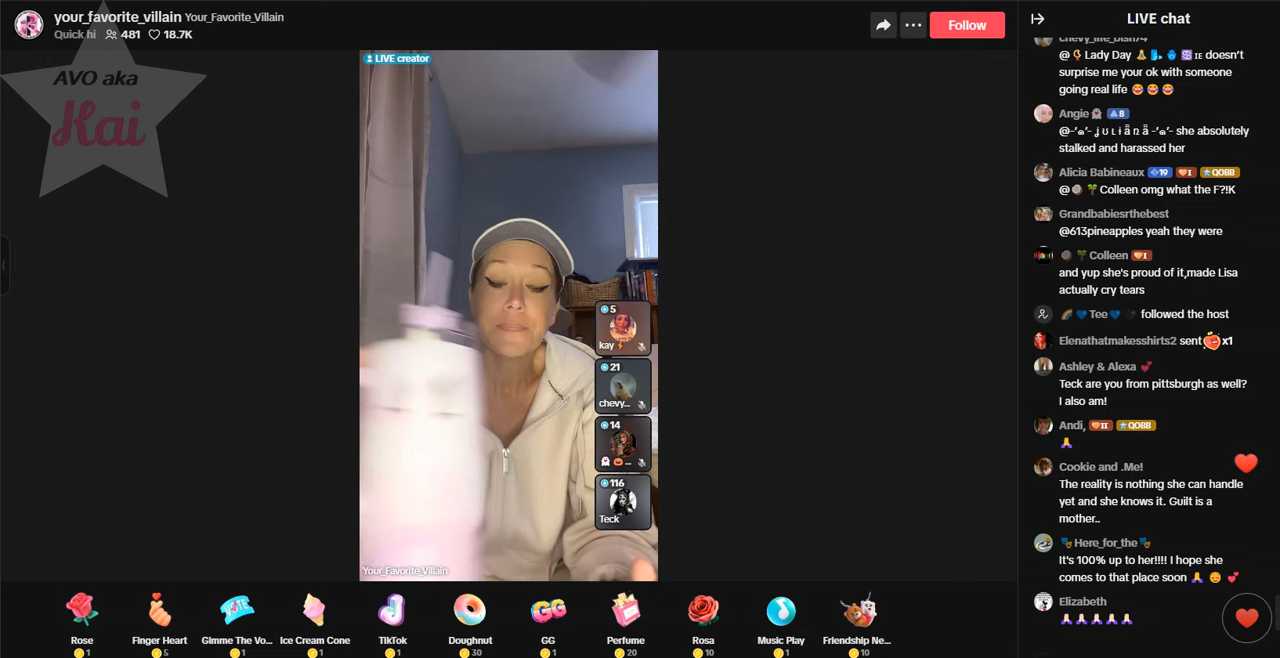 your_favorite_villain Your_Favorite_Villain
Quick hi 481 18.7K
Follow
AVO aka
Kai
LIVE creator
5
kay
21
chevy...
14
...
116
Teck
Your_Favorite_Villain
Rose
1
Finger Heart
5
Gimme The Vo...
1
Ice Cream Cone
1
TikTok
1
Doughnut
30
GG
1
Perfume
20
Rosa
10
Music Play
1
Friendship Ne...
10
LIVE chat
@ Lady Day 🙏 doesn't
surprise me your ok with someone
going real life 😂 😂 😂
Angie👻 8
she absolutely
stalked and harassed her
Alicia Babineaux 19 I QOBB
@ 🌱 Colleen omg what the F?!K
Grandbabiesrthebest
@613pineapples yeah they were
🌱 Colleen I
and yup she's proud of it,made Lisa
actually cry tears
🌈 💙 Tee💙 followed the host
Elenathatmakesshirts2 sent x1
Ashley & Alexa 💕
Teck are you from pittsburgh as well?
I also am!
Andi, II QOBB
🙏
Cookie and .Me!
The reality is nothing she can handle
yet and she knows it. Guilt is a
mother..
🎭Here_for_the🎭
It's 100% up to her!!!! I hope she
comes to that place soon 🙏 😌 💕
Elizabeth
🙏🙏🙏🙏🙏